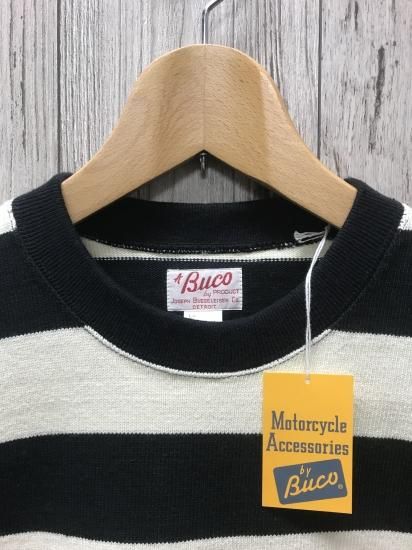 A Buco
by PRODUCT
JOSEPH BUEGELEISEN CO.
DETROIT
Motorcycle
Accessories
by
Buco®